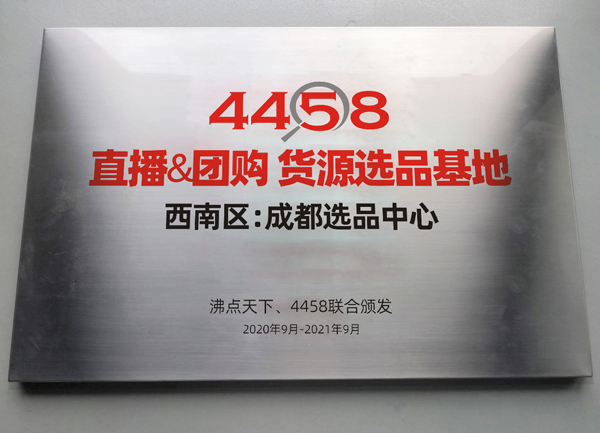 4458
直播&团购 货源选品基地
西南区:成都选品中心
沸点天下、4458联合颁发
2020年9月-2021年9月